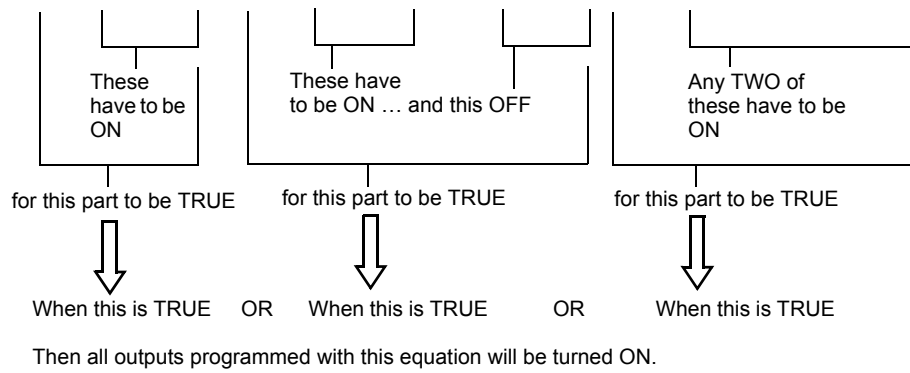 These
have to be
ON
These have
to be ON … and this OFF
Any TWO of
these have to be
ON
for this part to be TRUE
for this part to be TRUE
for this part to be TRUE
When this is TRUE OR When this is TRUE OR When this is TRUE
Then all outputs programmed with this equation will be turned ON.